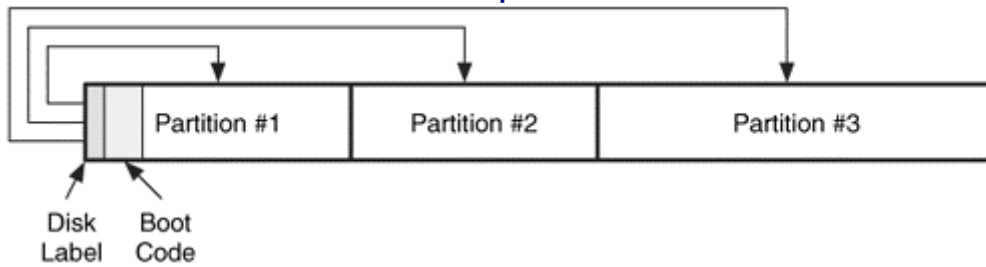 Partition #1
Partition #2
Partition #3
Disk
Label
Boot
Code